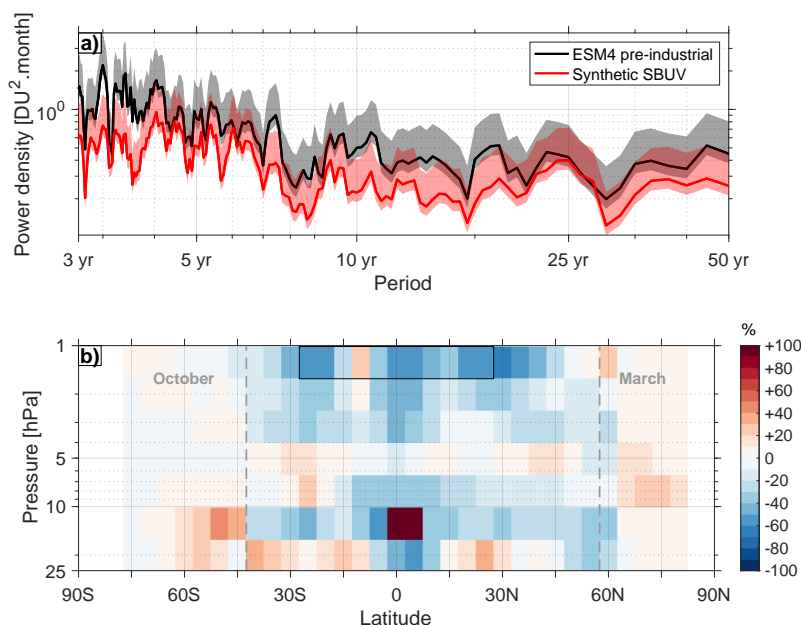 a)
ESM4 pre-industrial
Synthetic SBUV
Power density [DU².month]
10⁰
3 yr 5 yr 10 yr 25 yr 50 yr
Period
b)
October
March
Pressure [hPa]
1
5
10
25
90S 60S 30S 0 30N 60N 90N
Latitude
%
+100
+80
+60
+40
+20
0
-20
-40
-60
-80
-100